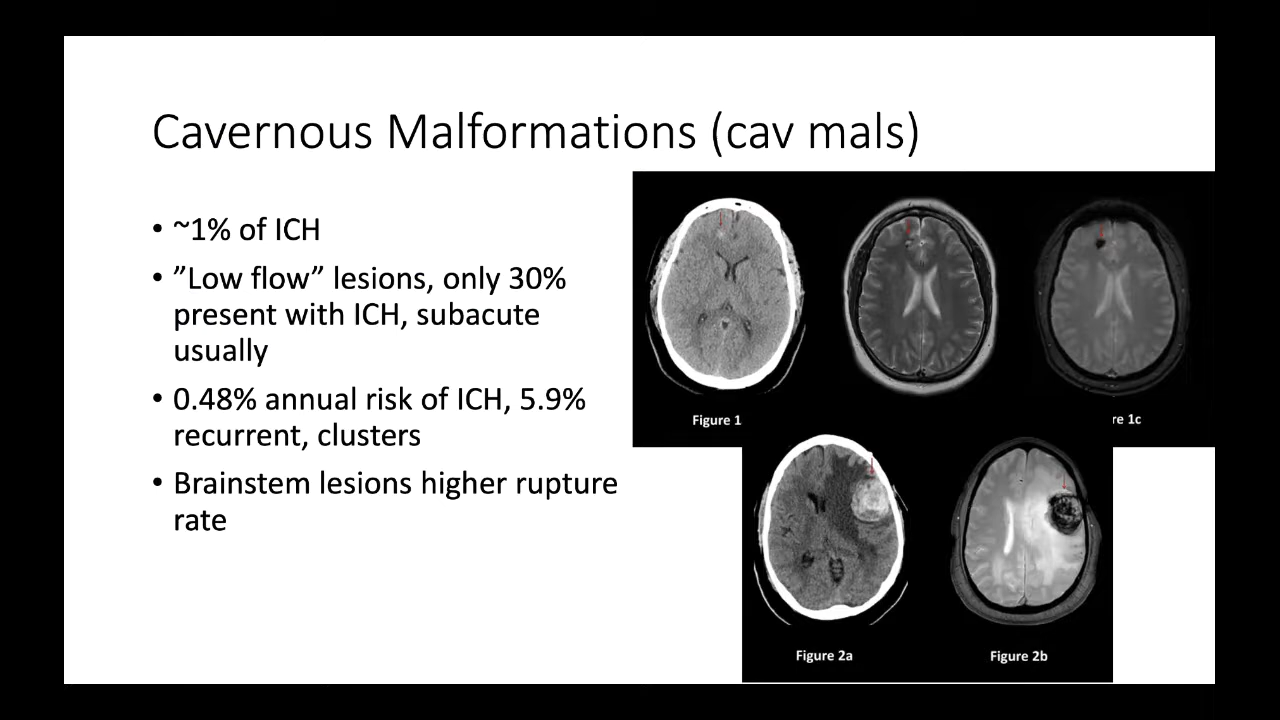 Cavernous Malformations (cav mals)
• ~1% of ICH
• ”Low flow” lesions, only 30%
present with ICH, subacute
usually
• 0.48% annual risk of ICH, 5.9%
recurrent, clusters
• Brainstem lesions higher rupture
rate
Figure 1
re 1c
Figure 2a
Figure 2b